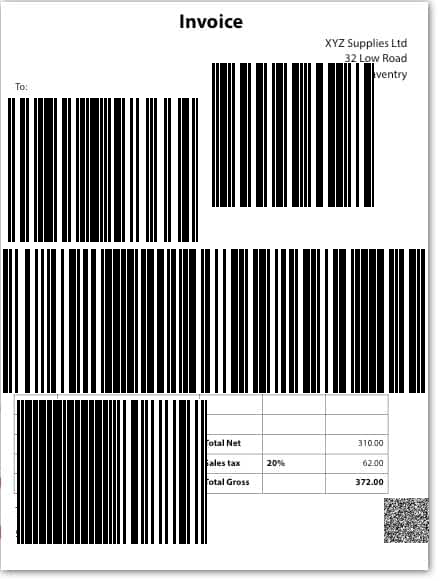 Invoice
XYZ Supplies Ltd
32 Low Road
To:
Total Net 310.00
Sales tax 20% 62.00
Total Gross 372.00